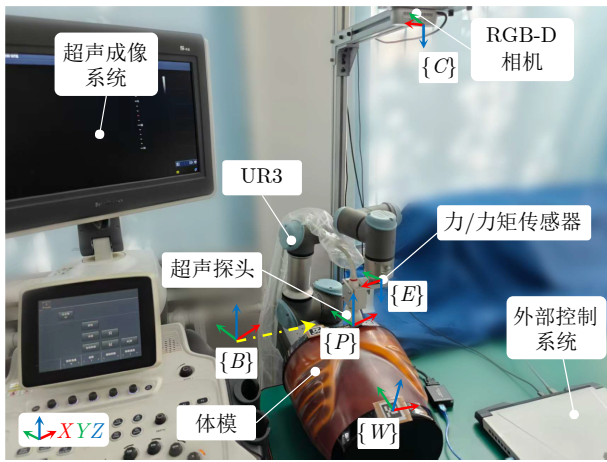 超声成像
系统
RGB-D
相机
{C}
UR3
力/力矩传感器
超声探头
{E}
{B}
{P}
外部控制
系统
体模
{W}
XYZ